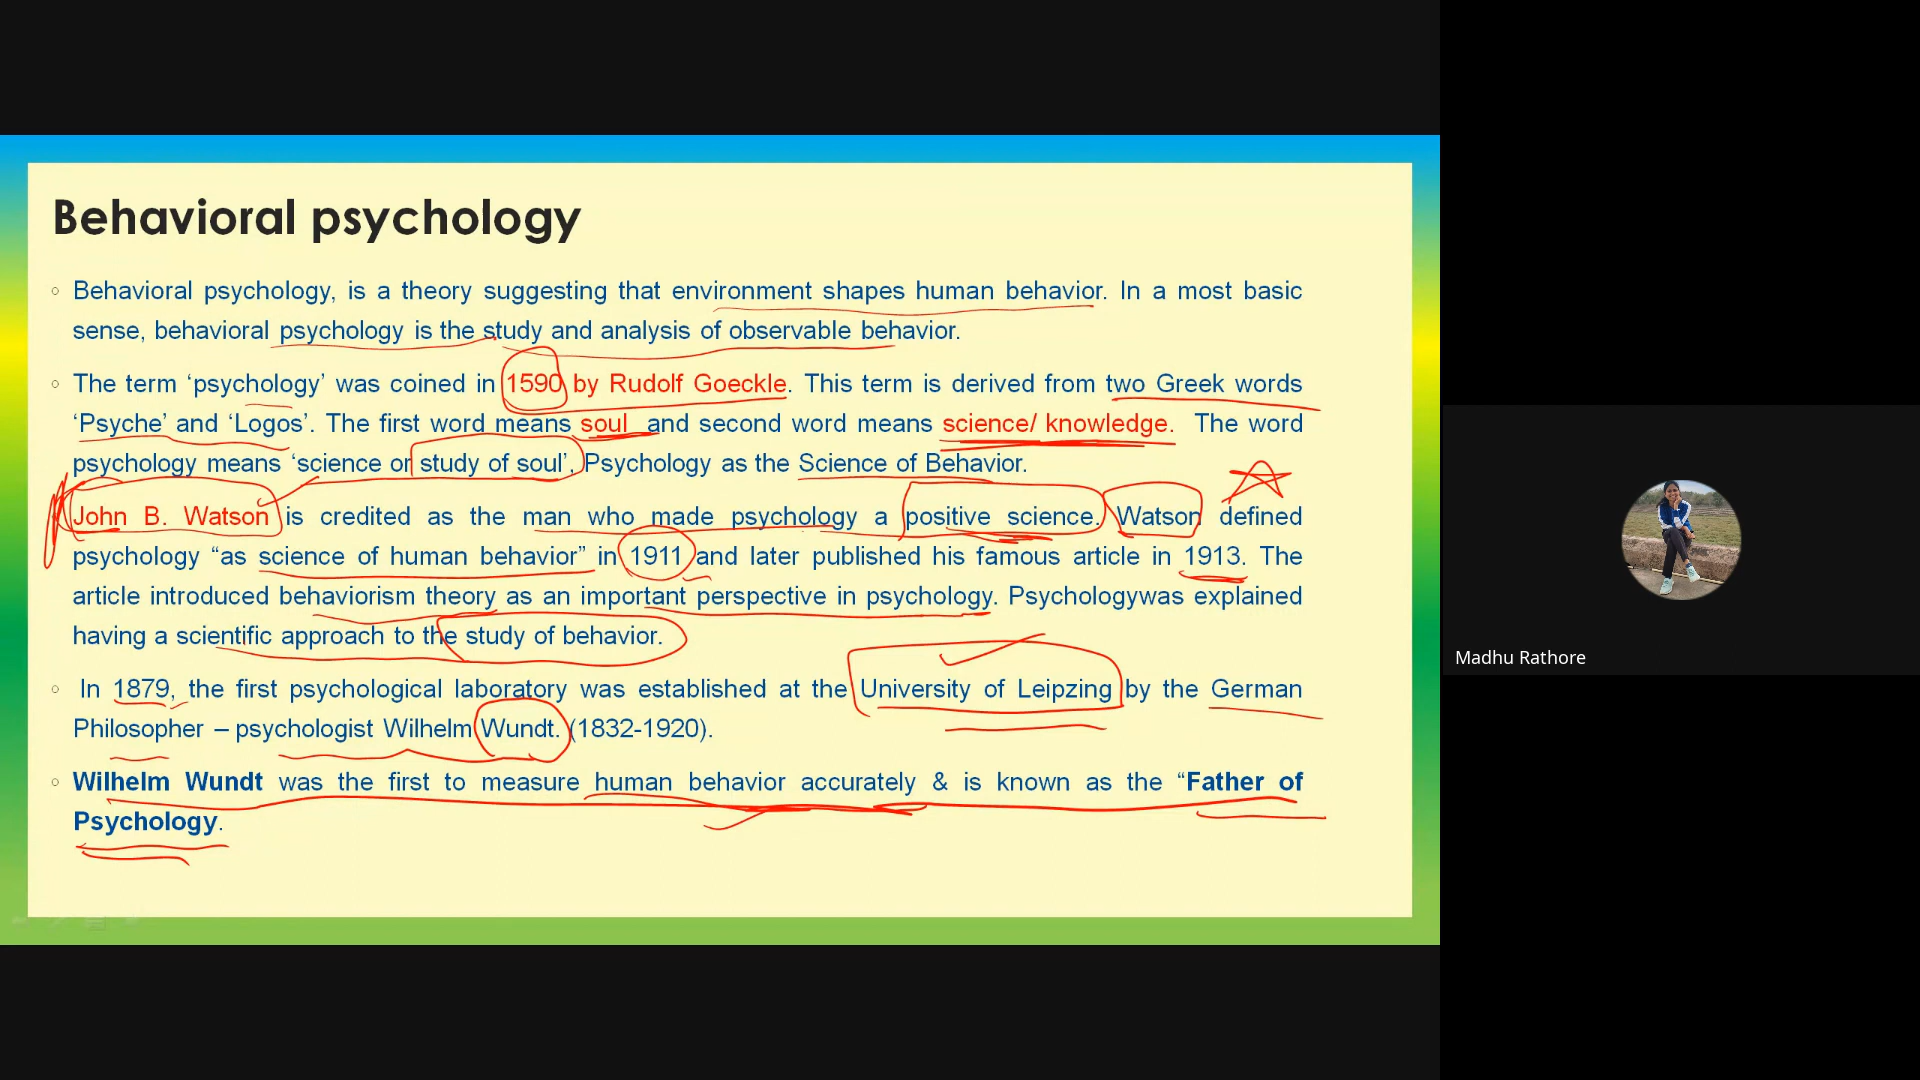 Behavioral psychology
Behavioral psychology, is a theory suggesting that environment shapes human behavior. In a most basic
sense, behavioral psychology is the study and analysis of observable behavior.
The term ‘psychology’ was coined in 1590 by Rudolf Goeckle. This term is derived from two Greek words
‘Psyche’ and ‘Logos’. The first word means soul and second word means science/ knowledge. The word
psychology means ‘science or study of soul’, Psychology as the Science of Behavior.
John B. Watson is credited as the man who made psychology a positive science. Watson defined
psychology “as science of human behavior” in 1911 and later published his famous article in 1913. The
article introduced behaviorism theory as an important perspective in psychology. Psychologywas explained
having a scientific approach to the study of behavior.
In 1879, the first psychological laboratory was established at the University of Leipzing by the German
Philosopher – psychologist Wilhelm Wundt. (1832-1920).
Wilhelm Wundt was the first to measure human behavior accurately & is known as the “Father of
Psychology.
Madhu Rathore